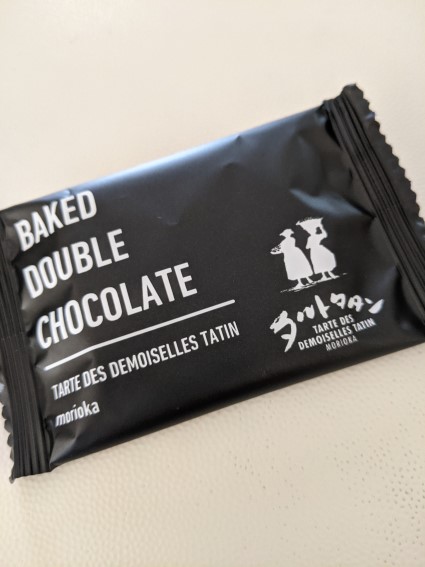 BAKED
DOUBLE
CHOCOLATE
TARTE DES DEMOISELLES TATIN
morioka
タルトタタン
TARTE DES
DEMOISELLES TATIN
MORIOKA